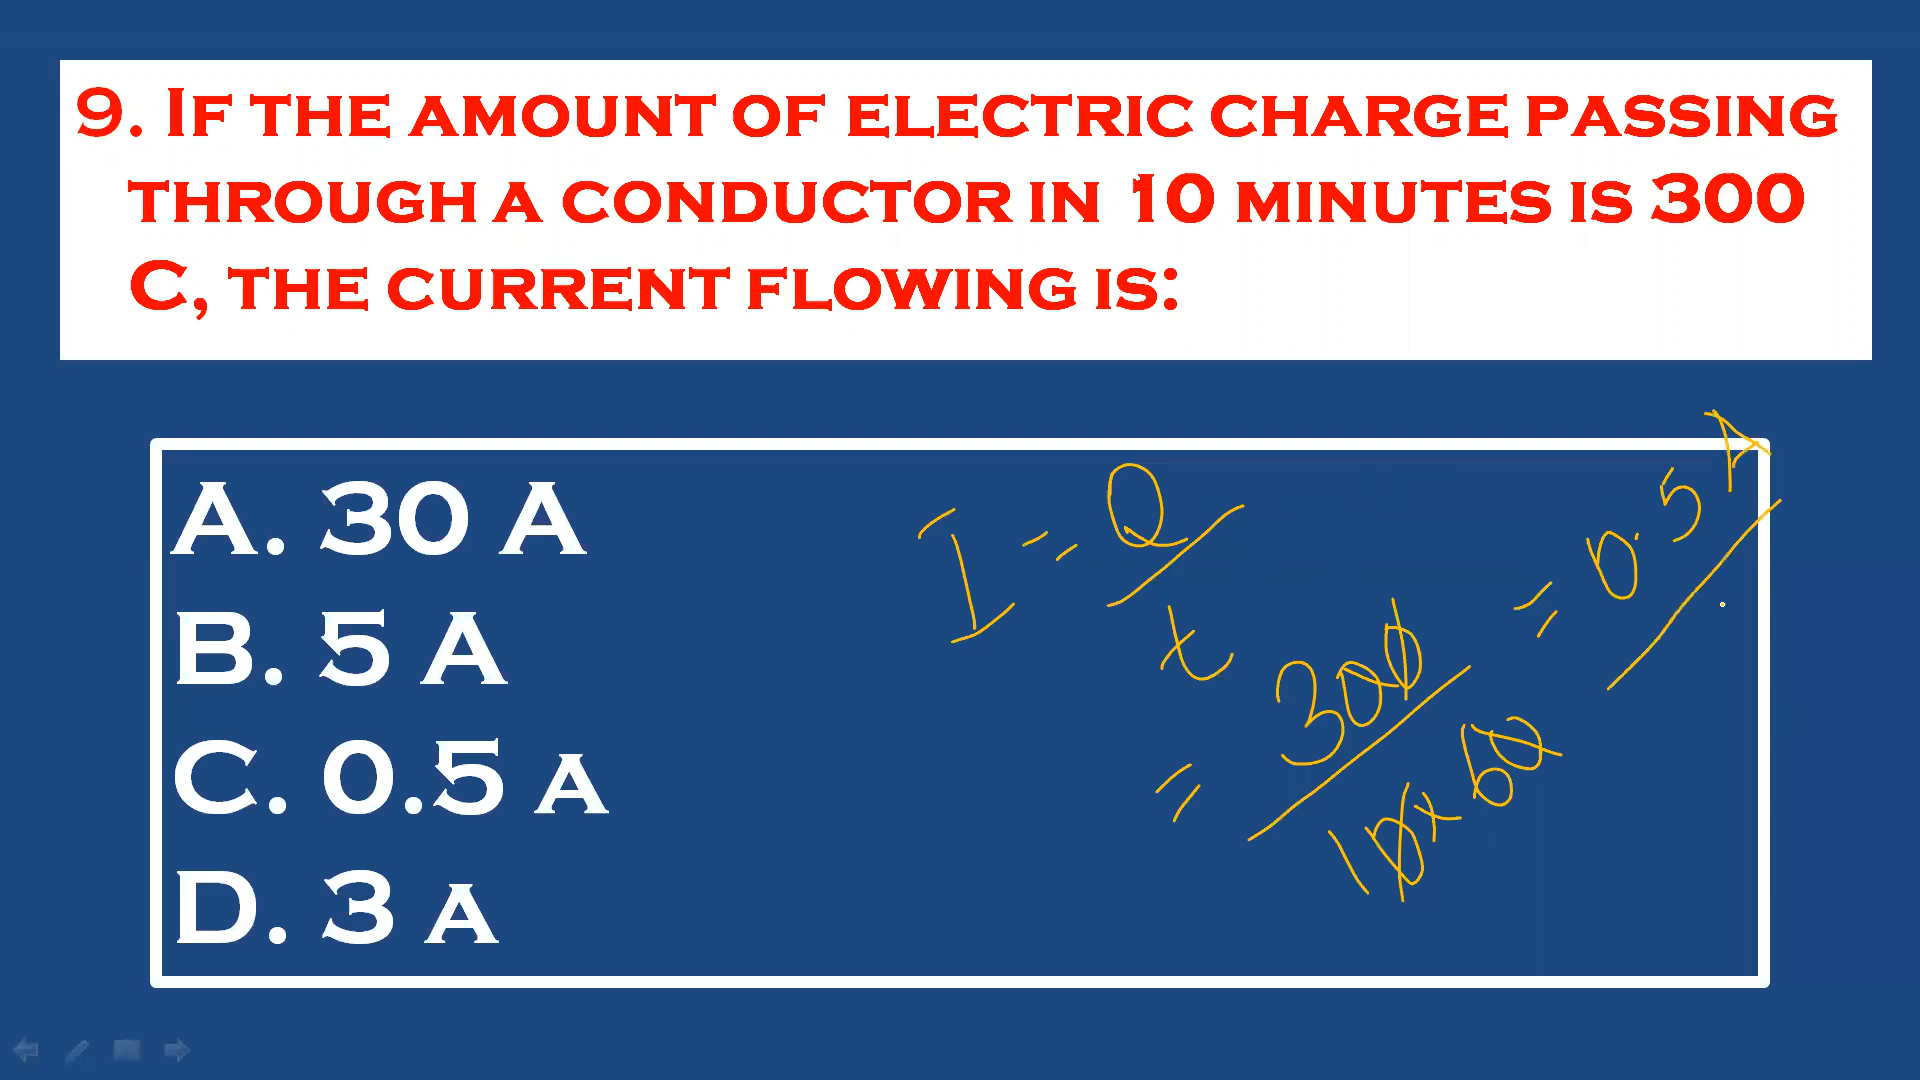 9. IF THE AMOUNT OF ELECTRIC CHARGE PASSING
THROUGH A CONDUCTOR IN 10 MINUTES IS 300
C, THE CURRENT FLOWING IS:
A. 30 A
B. 5 A
C. 0.5 A
D. 3 A
I = Q/t
= 300/10×60 = 0.5 A